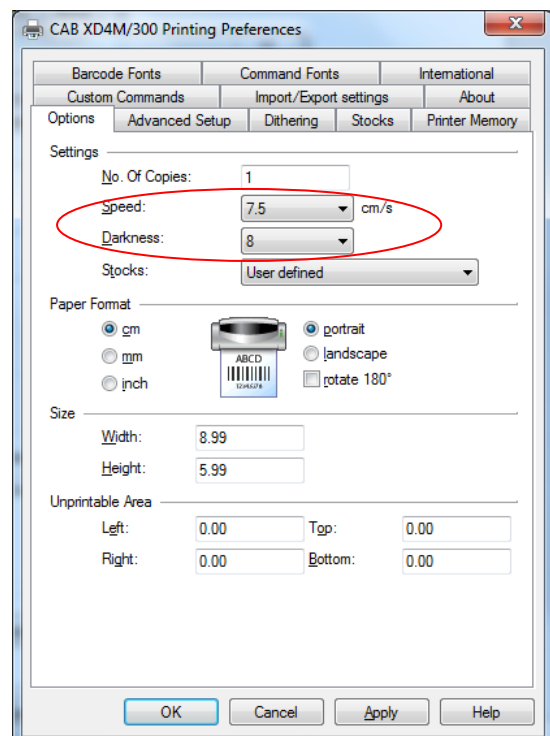 CAB XD4M/300 Printing Preferences
Barcode Fonts Command Fonts International
Custom Commands Import/Export settings About
Options Advanced Setup Dithering Stocks Printer Memory
Settings
No. Of Copies: 1
Speed: 7.5 cm/s
Darkness: 8
Stocks: User defined
Paper Format
cm portrait
mm landscape
inch rotate 180°
ABCD
12345678
Size
Width: 8.99
Height: 5.99
Unprintable Area
Left: 0.00 Top: 0.00
Right: 0.00 Bottom: 0.00
OK Cancel Apply Help